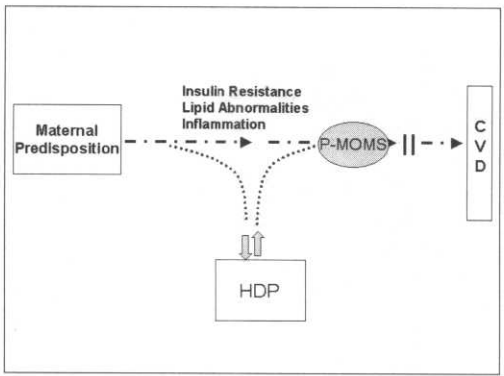 Insulin Resistance
Lipid Abnormalities
Inflammation
Maternal
Predisposition
P-MOMS
C
V
D
HDP